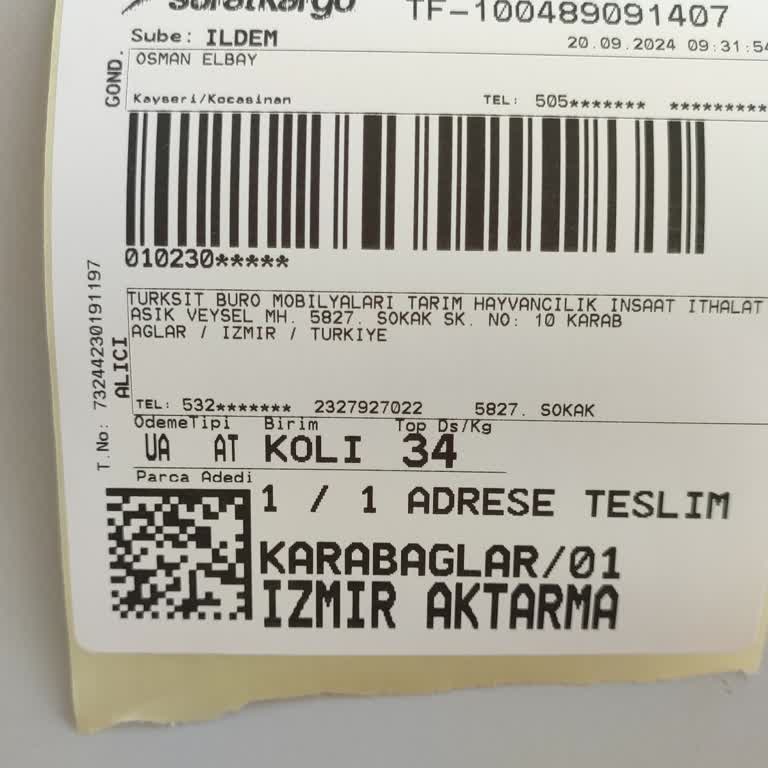 SüratKargo TF-100489091407
Sube: ILDEM
20.09.2024 09:31:54
GOND.
OSMAN ELBAY
Kayseri/Kocasinan TEL: 505******* *********
010230*****
T.No: 73244230191197
ALICI
TURKSIT BURO MOBILYALARI TARIM HAYVANCILIK INSAAT ITHALAT
ASIK VEYSEL MH. 5827. SOKAK SK. NO: 10 KARAB
AGLAR / IZMIR / TURKIYE
TEL: 532******* 2327927022 5827. SOKAK
OdemeTipi Birim Top Ds/Kg
UA AT KOLI 34
Parca Adedi
1 / 1 ADRESE TESLIM
KARABAGLAR/01
IZMIR AKTARMA